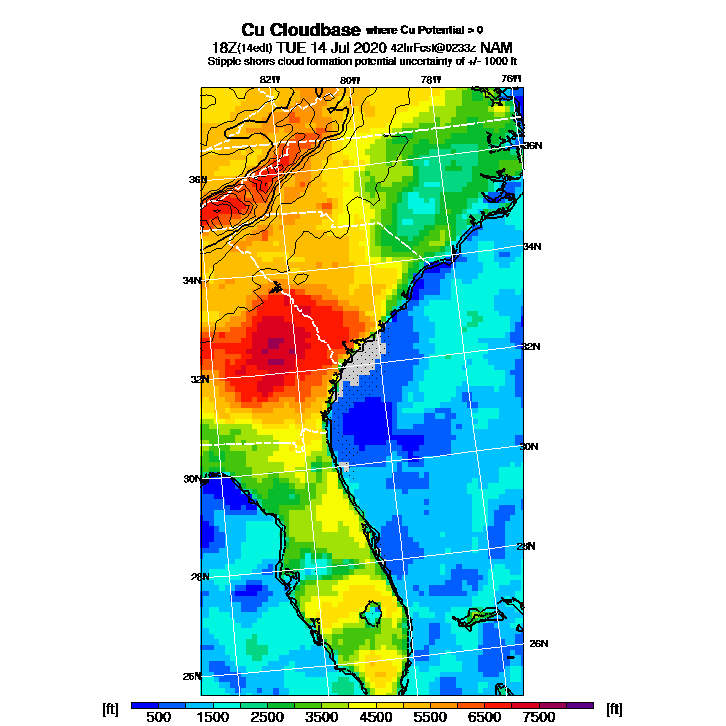 Cu Cloudbase where Cu Potential > 0
18Z(14edt) TUE 14 Jul 2020 42hrFcst@0233z NAM
Stipple shows cloud formation potential uncertainty of +/- 1000 ft
82W 80W 78W 76W
36N
36N
34N
34N
32N
32N
30N
30N
28N
28N
26N
26N
[ft] 500 1500 2500 3500 4500 5500 6500 7500 [ft]